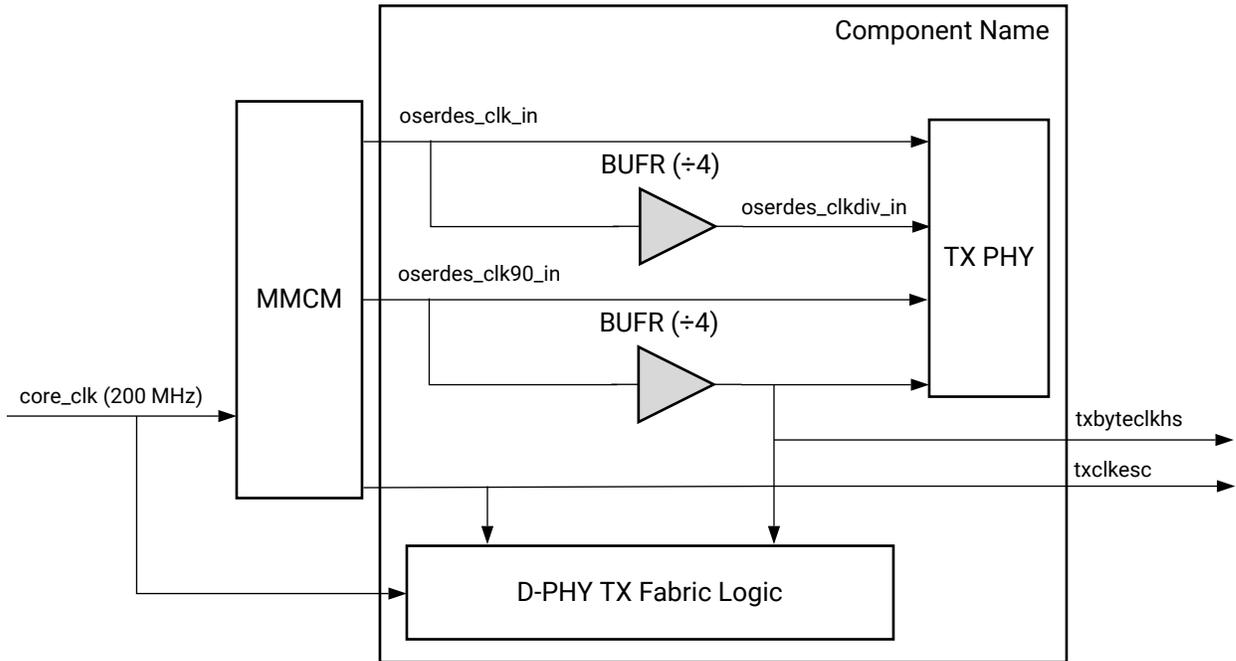 Component Name
oserdes_clk_in
BUFR (÷4)
oserdes_clkdiv_in
TX PHY
oserdes_clk90_in
MMCM
BUFR (÷4)
core_clk (200 MHz)
txbyteclkhs
txclkesc
D-PHY TX Fabric Logic